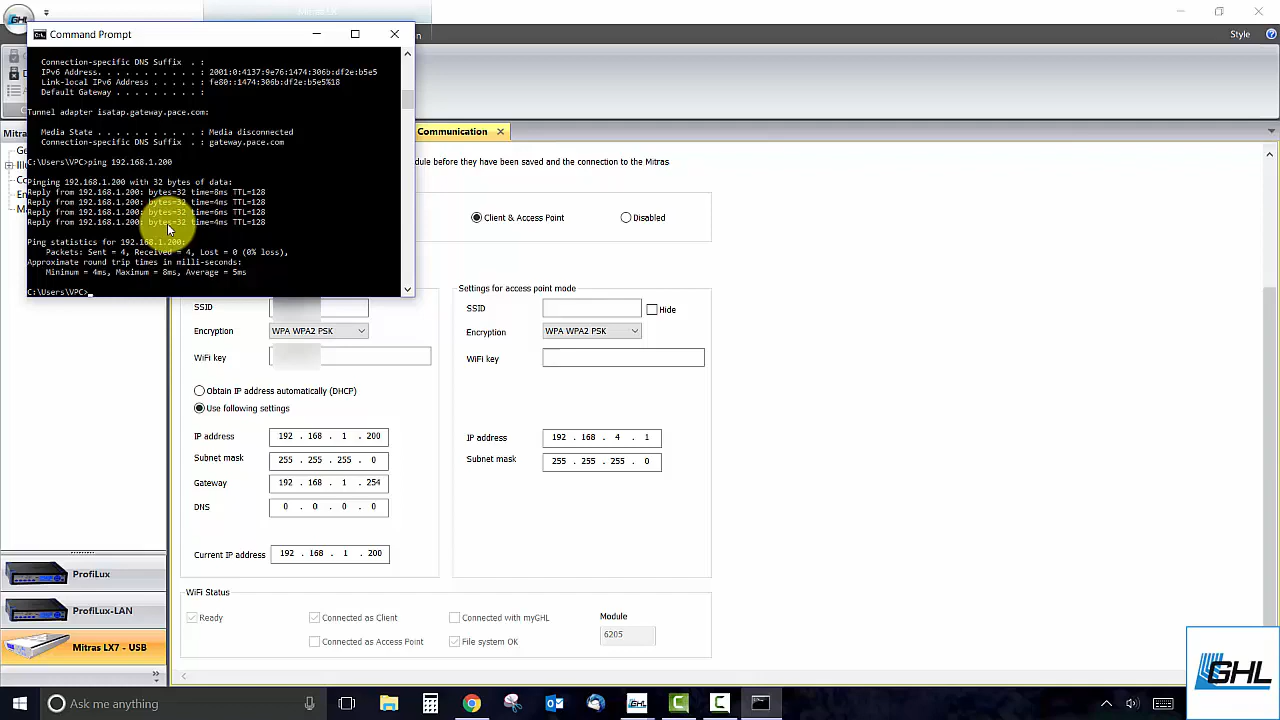 GHL
Mitras LX
Style
Command Prompt
Connection-specific DNS Suffix . :
IPv6 Address. . . . . . . . . . . : 2001:0:4137:9e76:1474:306b:df2e:b5e5
Link-local IPv6 Address . . . . . : fe80::1474:306b:df2e:b5e5%18
Default Gateway . . . . . . . . . :
Tunnel adapter isatap.gateway.pace.com:
Media State . . . . . . . . . . . : Media disconnected
Connection-specific DNS Suffix . : gateway.pace.com
C:\Users\VPC>ping 192.168.1.200
Pinging 192.168.1.200 with 32 bytes of data:
Reply from 192.168.1.200: bytes=32 time=8ms TTL=128
Reply from 192.168.1.200: bytes=32 time=4ms TTL=128
Reply from 192.168.1.200: bytes=32 time=6ms TTL=128
Reply from 192.168.1.200: bytes=32 time=4ms TTL=128
Ping statistics for 192.168.1.200:
Packets: Sent = 4, Received = 4, Lost = 0 (0% loss),
Approximate round trip times in milli-seconds:
Minimum = 4ms, Maximum = 8ms, Average = 5ms
C:\Users\VPC>
Mitras
Communication
dule before they have been saved and the connection to the Mitras
Client & Access Point
Disabled
Settings for access point mode
SSID
SSID
Hide
Encryption
WPA WPA2 PSK
Encryption
WPA WPA2 PSK
WiFi key
WiFi key
Obtain IP address automatically (DHCP)
Use following settings
IP address
192 . 168 . 1 . 200
IP address
192 . 168 . 4 . 1
Subnet mask
255 . 255 . 255 . 0
Subnet mask
255 . 255 . 255 . 0
Gateway
192 . 168 . 1 . 254
DNS
0 . 0 . 0 . 0
Current IP address
192 . 168 . 1 . 200
WiFi Status
Ready
Connected as Client
Connected with myGHL
Module
Connected as Access Point
File system OK
6205
ProfiLux
ProfiLux-LAN
Mitras LX7 - USB
Ask me anything
GHL
GHL